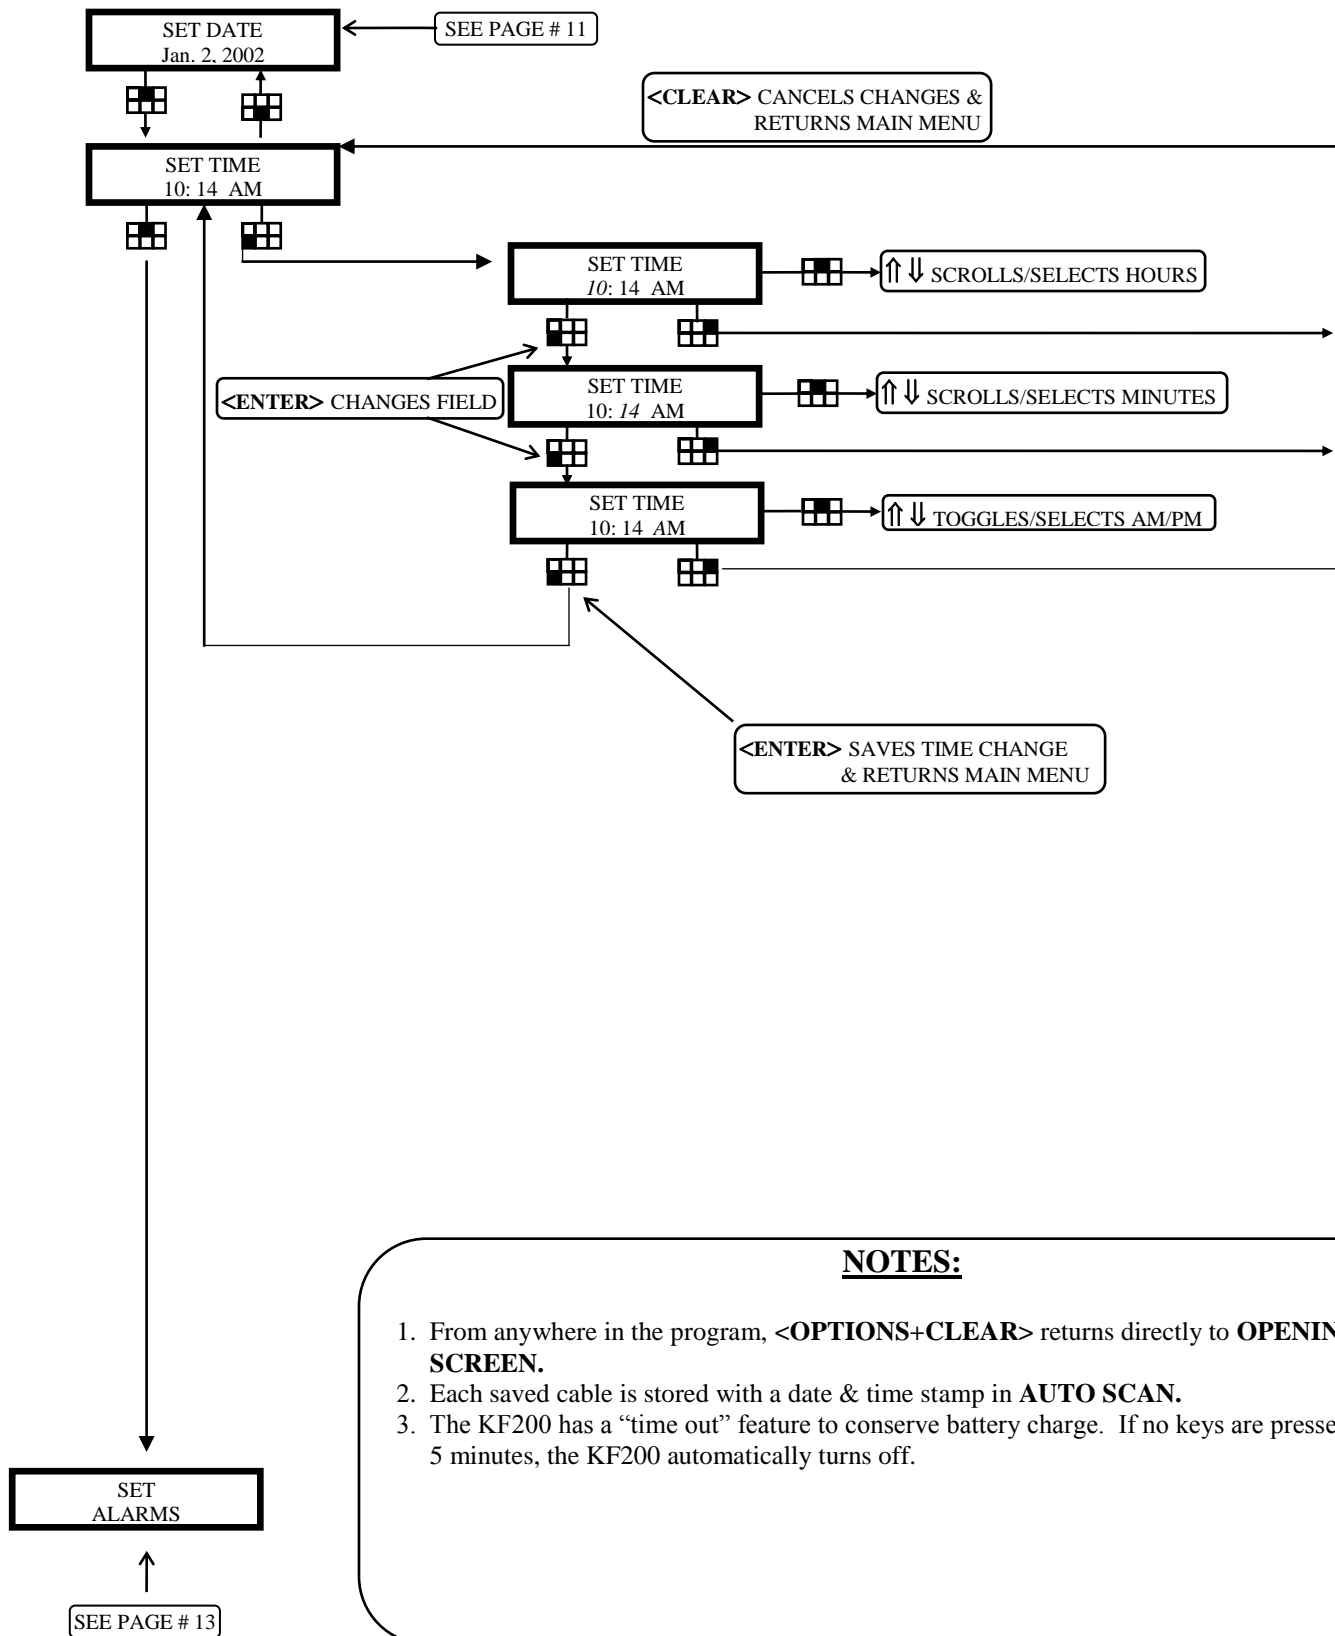 SET DATE
Jan. 2, 2002
SEE PAGE # 11
<CLEAR> CANCELS CHANGES &
RETURNS MAIN MENU
SET TIME
10: 14 AM
SET TIME
10: 14 AM
⇑ ⇓ SCROLLS/SELECTS HOURS
<ENTER> CHANGES FIELD
SET TIME
10: 14 AM
⇑ ⇓ SCROLLS/SELECTS MINUTES
SET TIME
10: 14 AM
⇑ ⇓ TOGGLES/SELECTS AM/PM
<ENTER> SAVES TIME CHANGE
& RETURNS MAIN MENU
NOTES:
1. From anywhere in the program, <OPTIONS+CLEAR> returns directly to
SCREEN.
2. Each saved cable is stored with a date & time stamp in AUTO SCAN.
3. The KF200 has a “time out” feature to conserve battery charge. If no keys are
5 minutes, the KF200 automatically turns off.
SET
ALARMS
SEE PAGE # 13